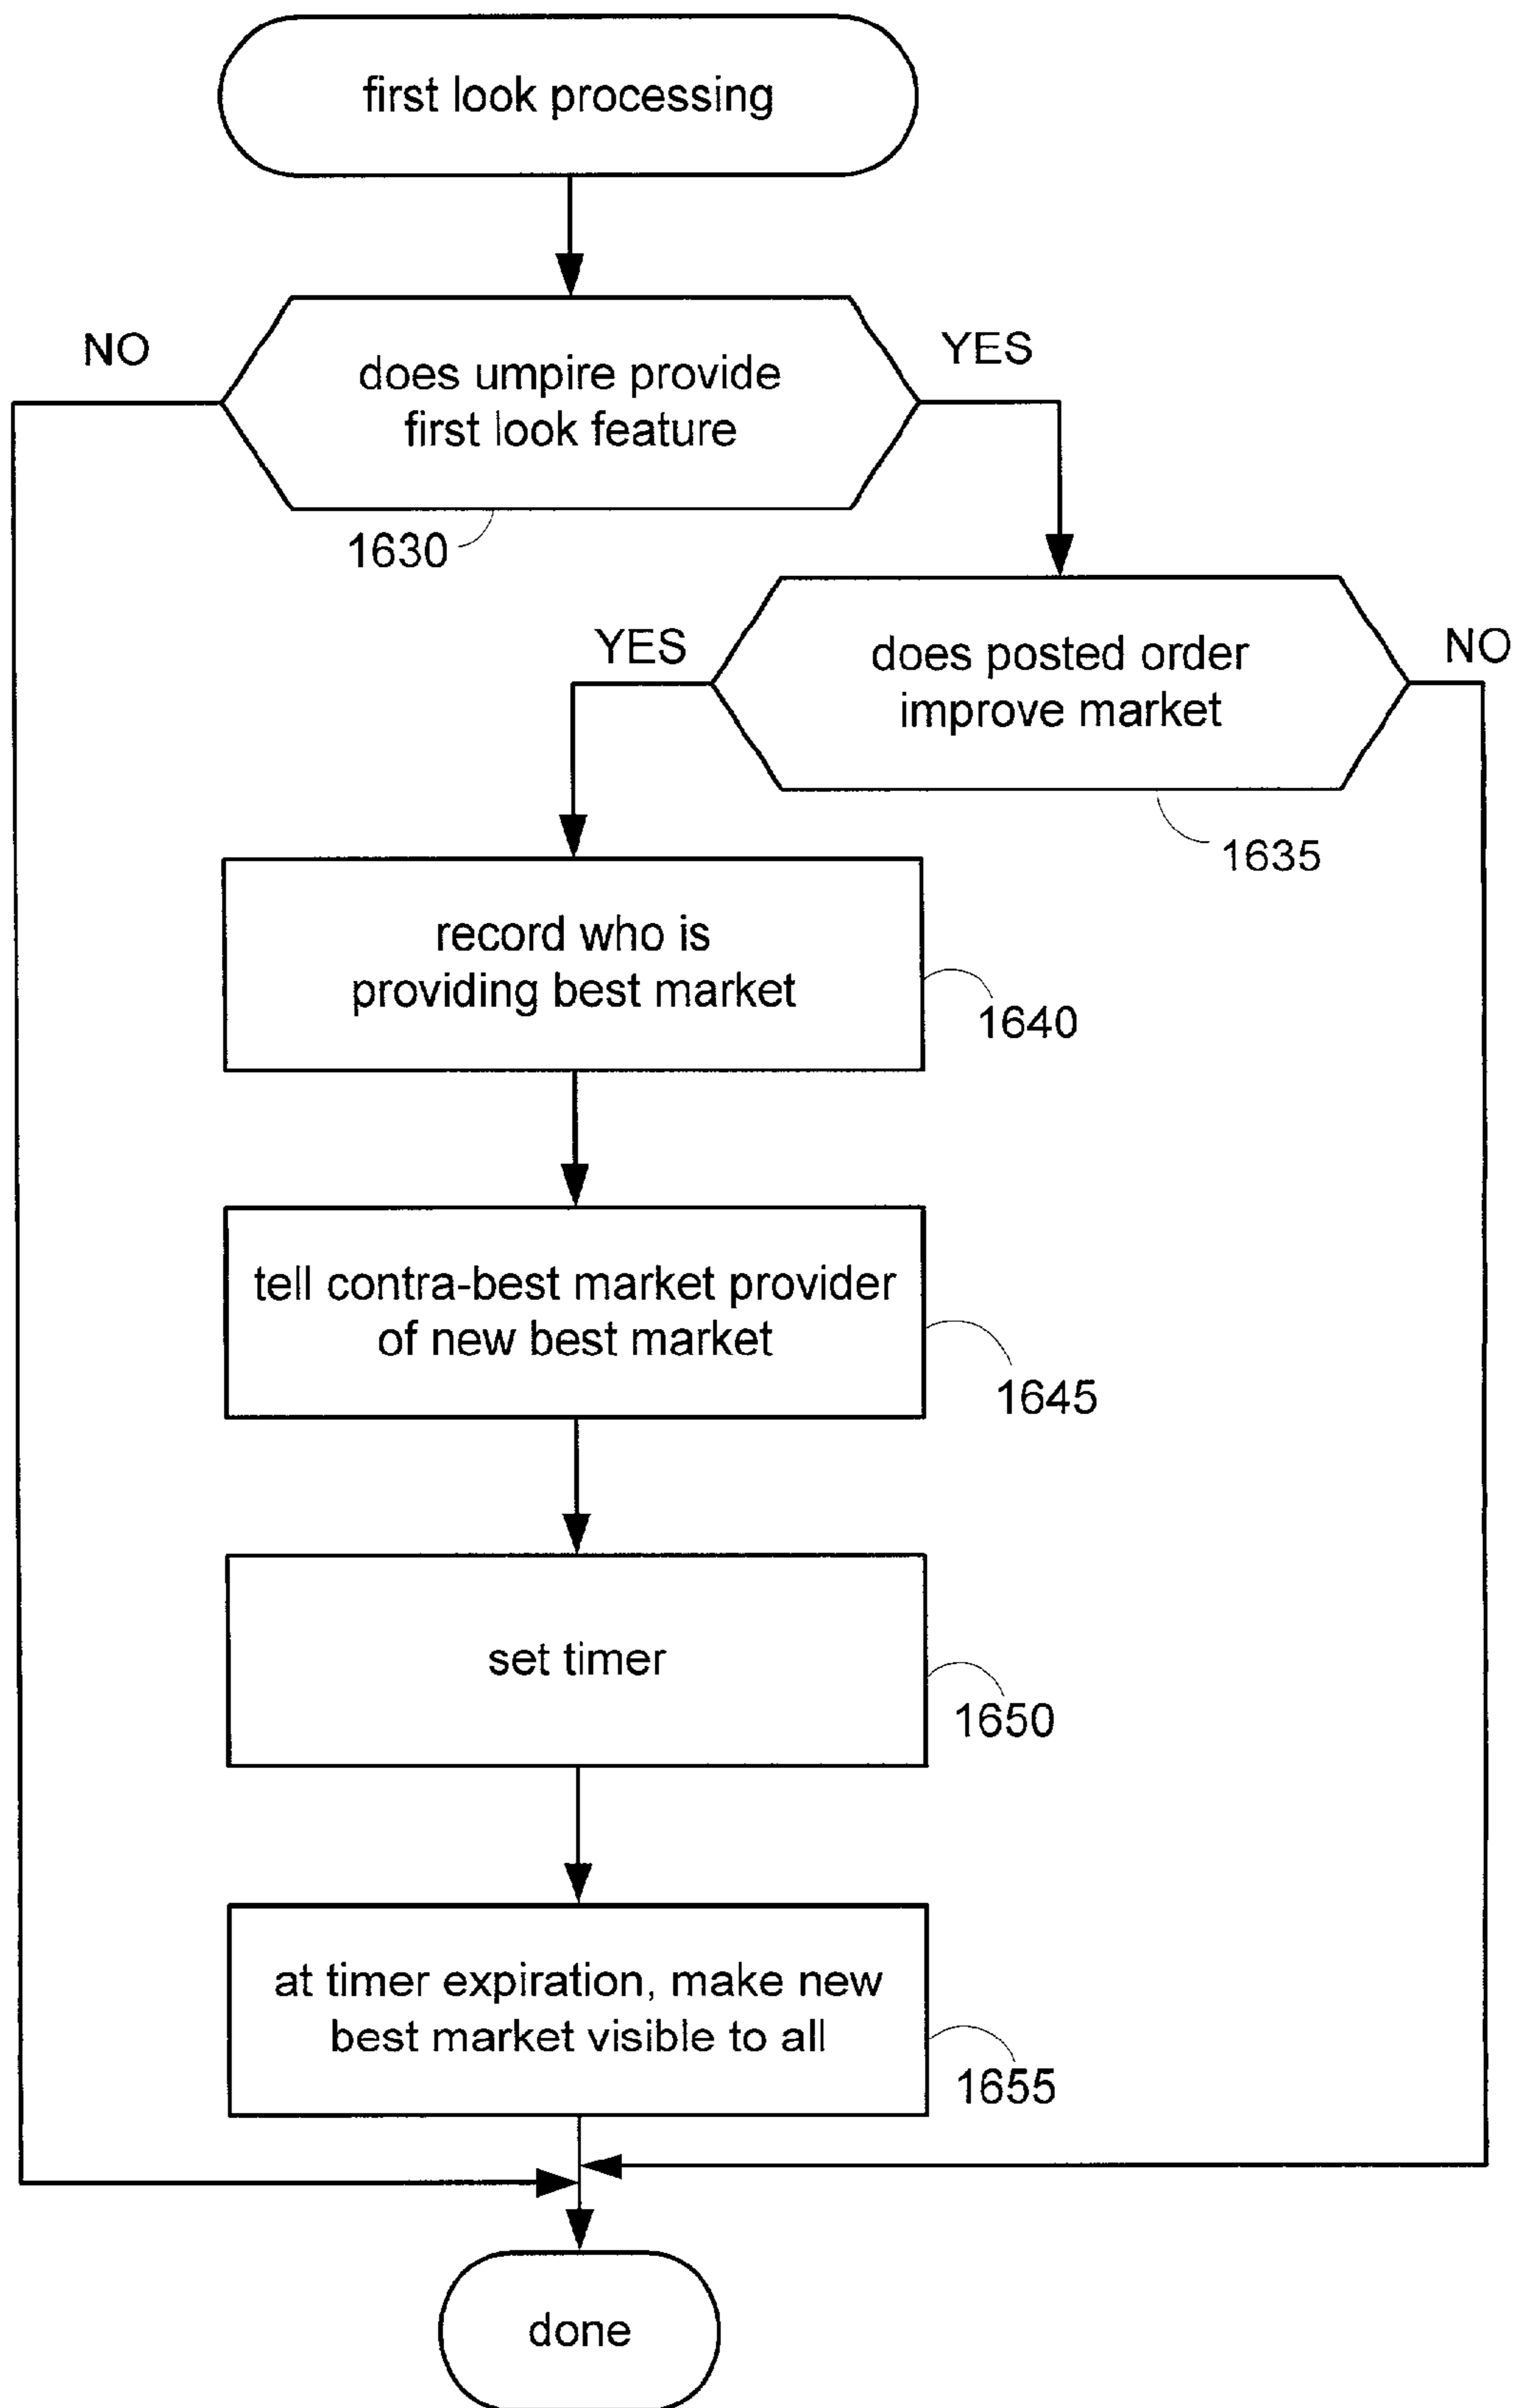 first look processing
NO
YES
does umpire provide
first look feature
1630
YES
NO
does posted order
improve market
1635
record who is
providing best market
1640
tell contra-best market provider
of new best market
1645
set timer
1650
at timer expiration, make new
best market visible to all
1655
done